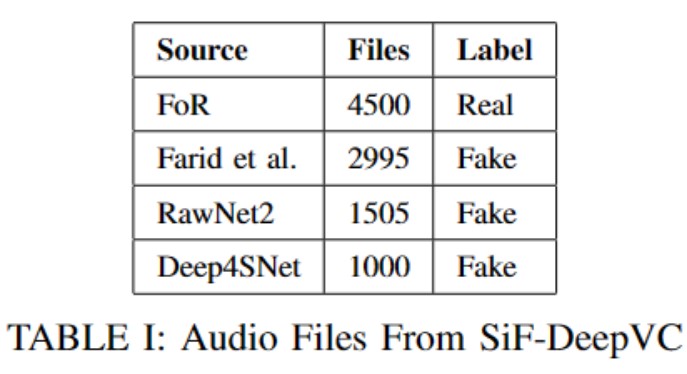 Source Files Label
FoR 4500 Real
Farid et al. 2995 Fake
RawNet2 1505 Fake
Deep4SNet 1000 Fake
TABLE I: Audio Files From SiF-DeepVC